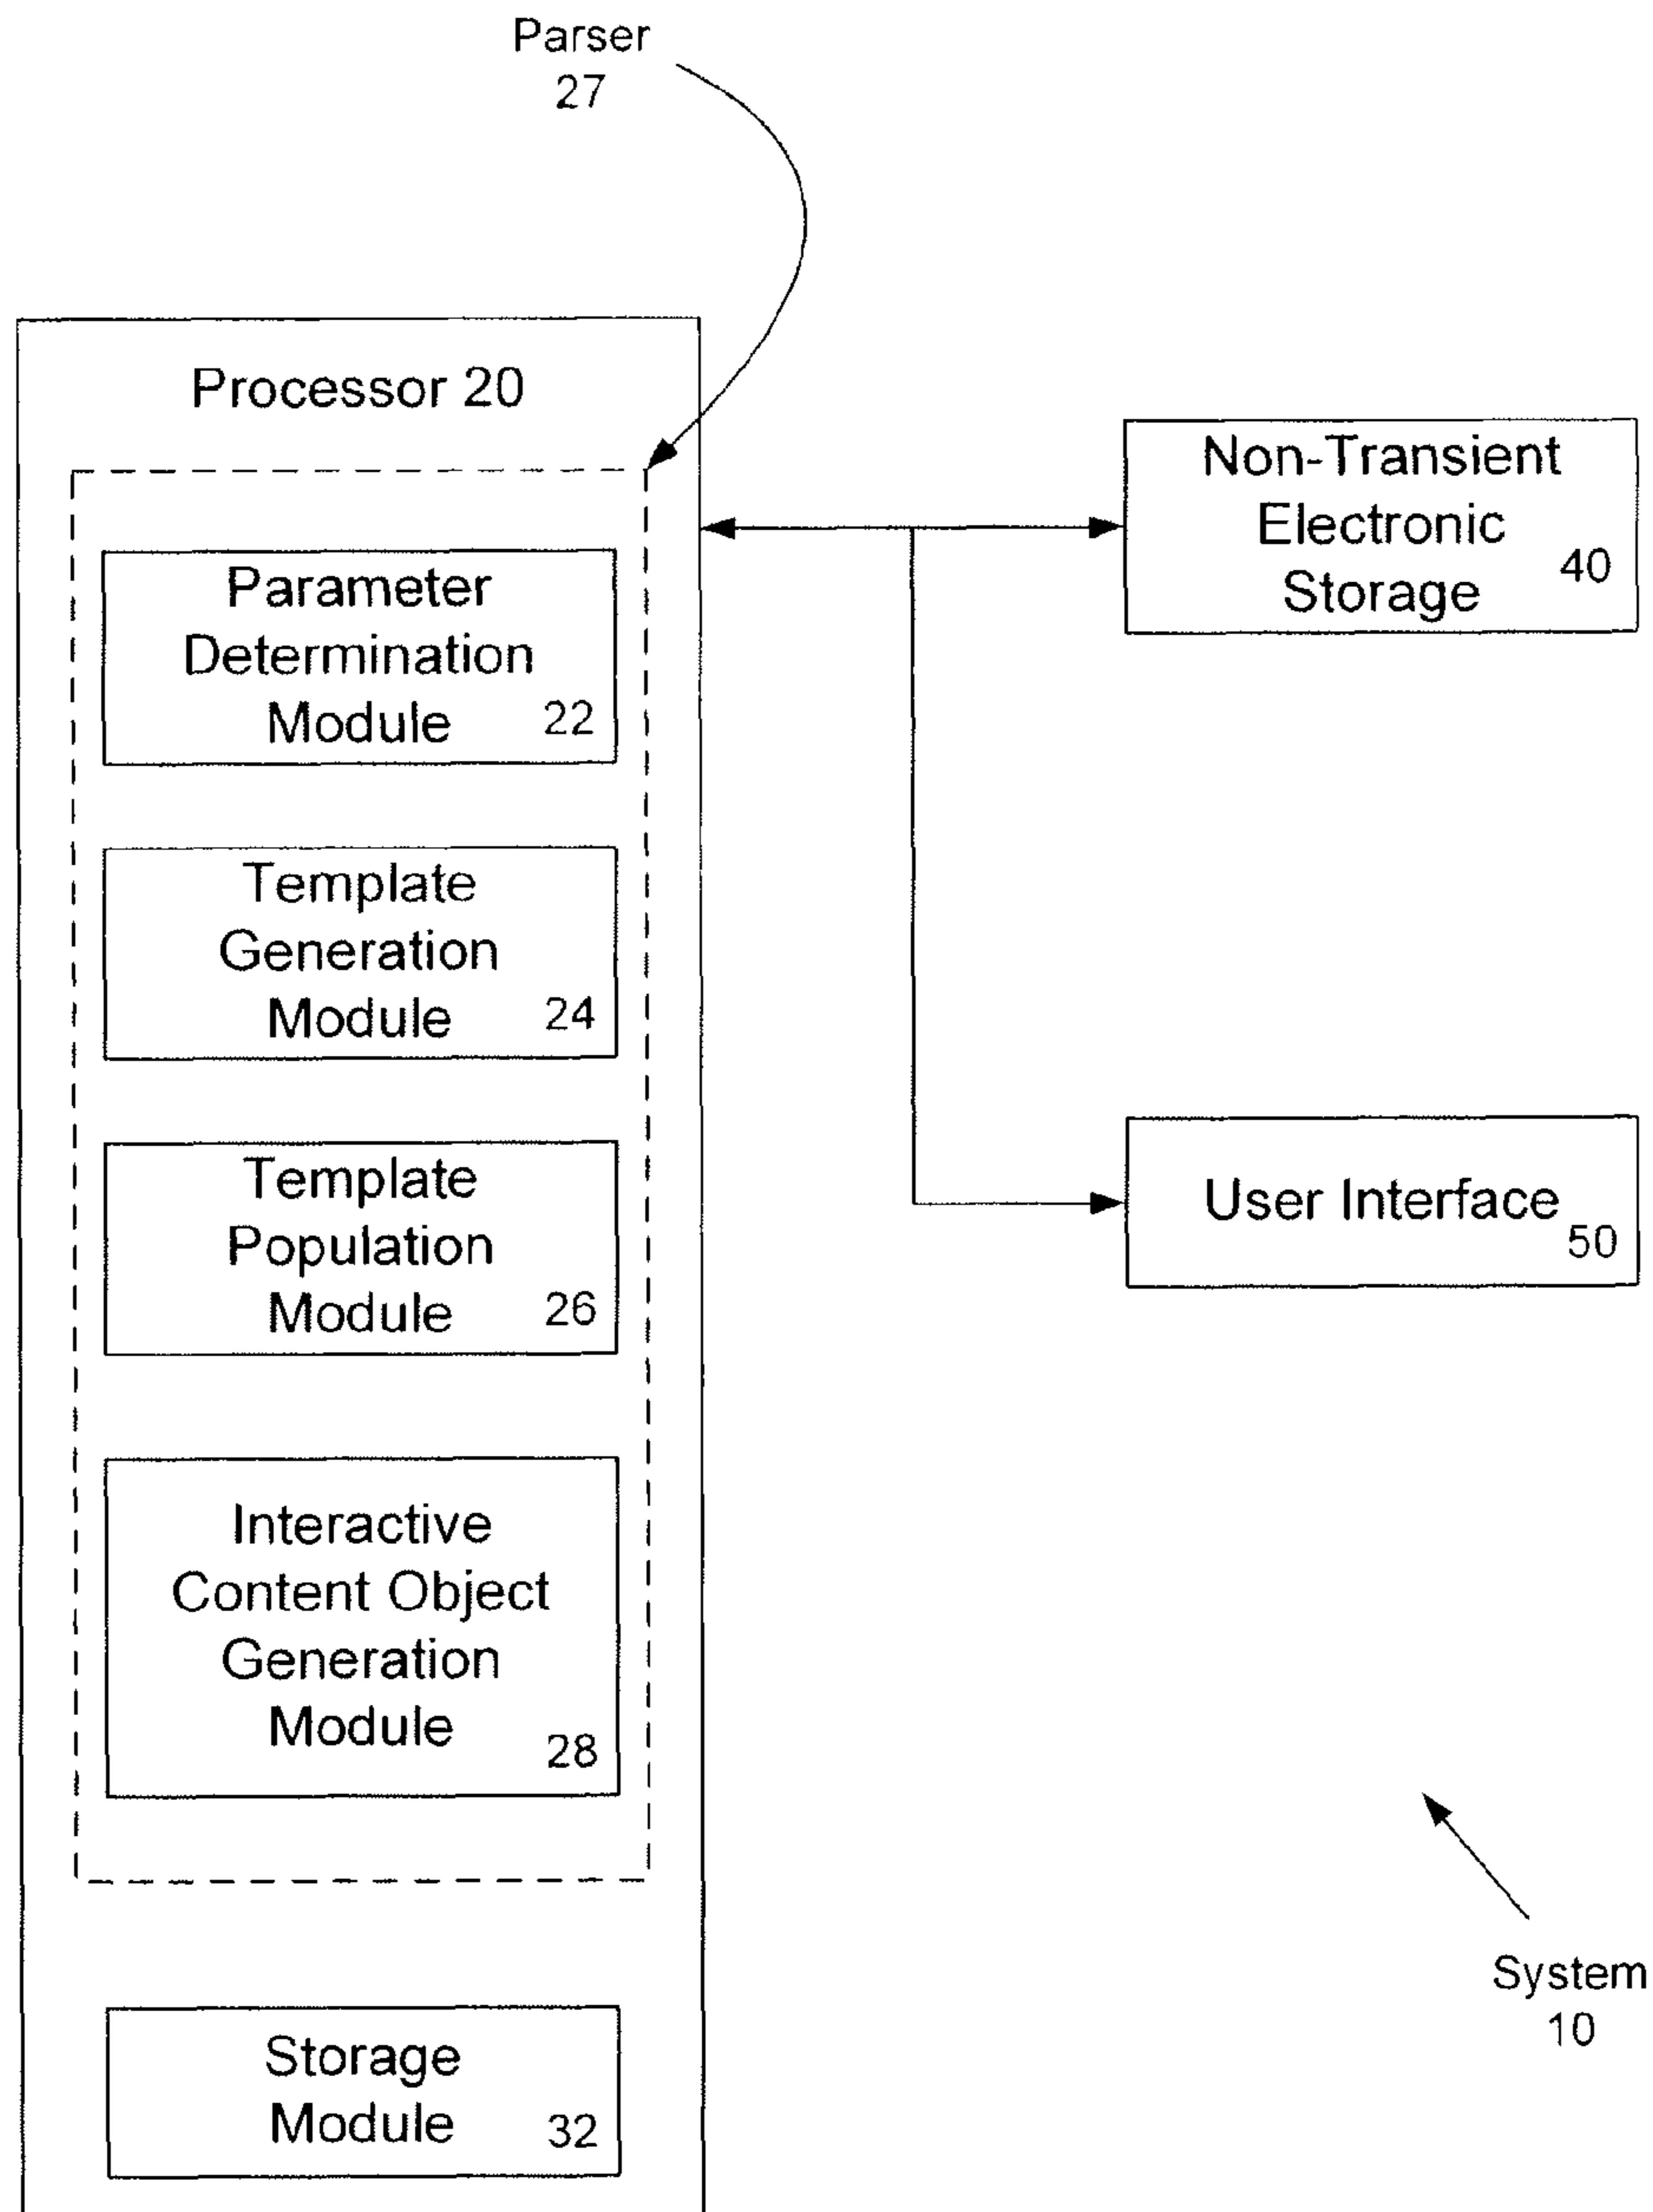 Parser
27
Processor 20
Parameter
Determination
Module 22
Template
Generation
Module 24
Template
Population
Module 26
Interactive
Content Object
Generation
Module
28
Storage
Module 32
Non-Transient
Electronic
Storage 40
User Interface
50
System
10